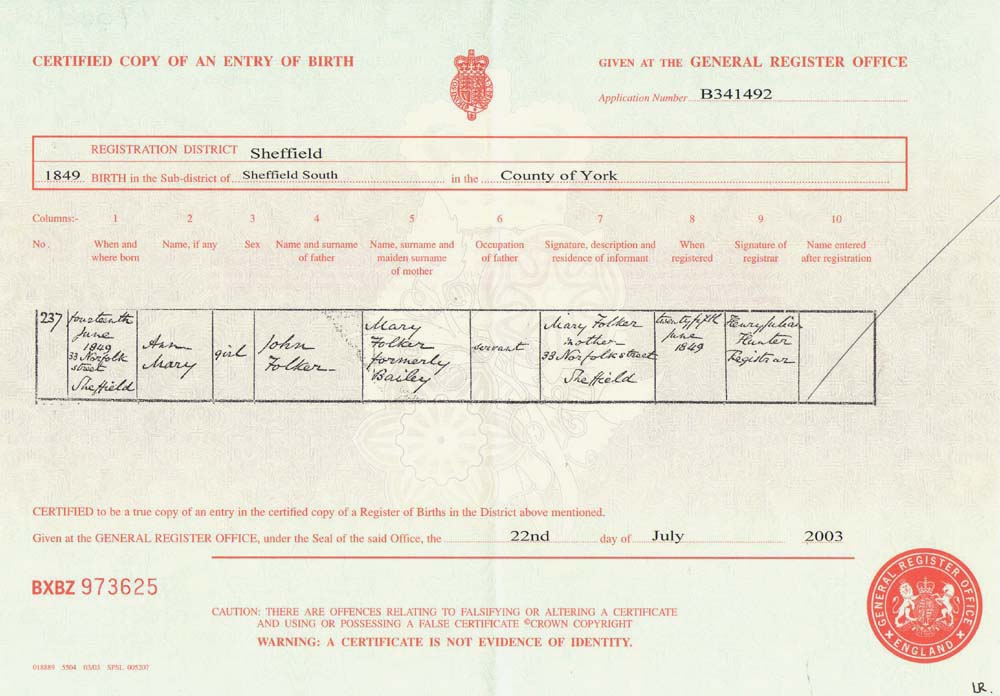 CERTIFIED COPY OF AN ENTRY OF BIRTH
GIVEN AT THE GENERAL REGISTER OFFICE
Application Number B341492
REGISTRATION DISTRICT Sheffield
1849 BIRTH in the Sub-district of Sheffield South in the County of York
Columns:- 1 2 3 4 5 6 7 8 9 10
No. When and where born
Name, if any
Sex
Name and surname of father
Name, surname and maiden surname of mother
Occupation of father
Signature, description and residence of informant
When registered
Signature of registrar
Name entered after registration
237
fourteenth
June
1849
33 Norfolk
street
Sheffield
Ann
Mary
girl
John
Folker
Mary
Folker
formerly
Bailey
servant
Mary Folker
mother
33 Norfolk street
Sheffield
twenty fifth
June
1849
Henry Julian
Hunter
Registrar
CERTIFIED to be a true copy of an entry in the certified copy of a Register of Births in the District above mentioned.
Given at the GENERAL REGISTER OFFICE, under the Seal of the said Office, the 22nd day of July 2003
BXBZ 973625
CAUTION: THERE ARE OFFENCES RELATING TO FALSIFYING OR ALTERING A CERTIFICATE
AND USING OR POSSESSING A FALSE CERTIFICATE ©CROWN COPYRIGHT
WARNING: A CERTIFICATE IS NOT EVIDENCE OF IDENTITY.
GENERAL REGISTER OFFICE
ENGLAND
018889 5504 03/03 SPSL 005207
LR.